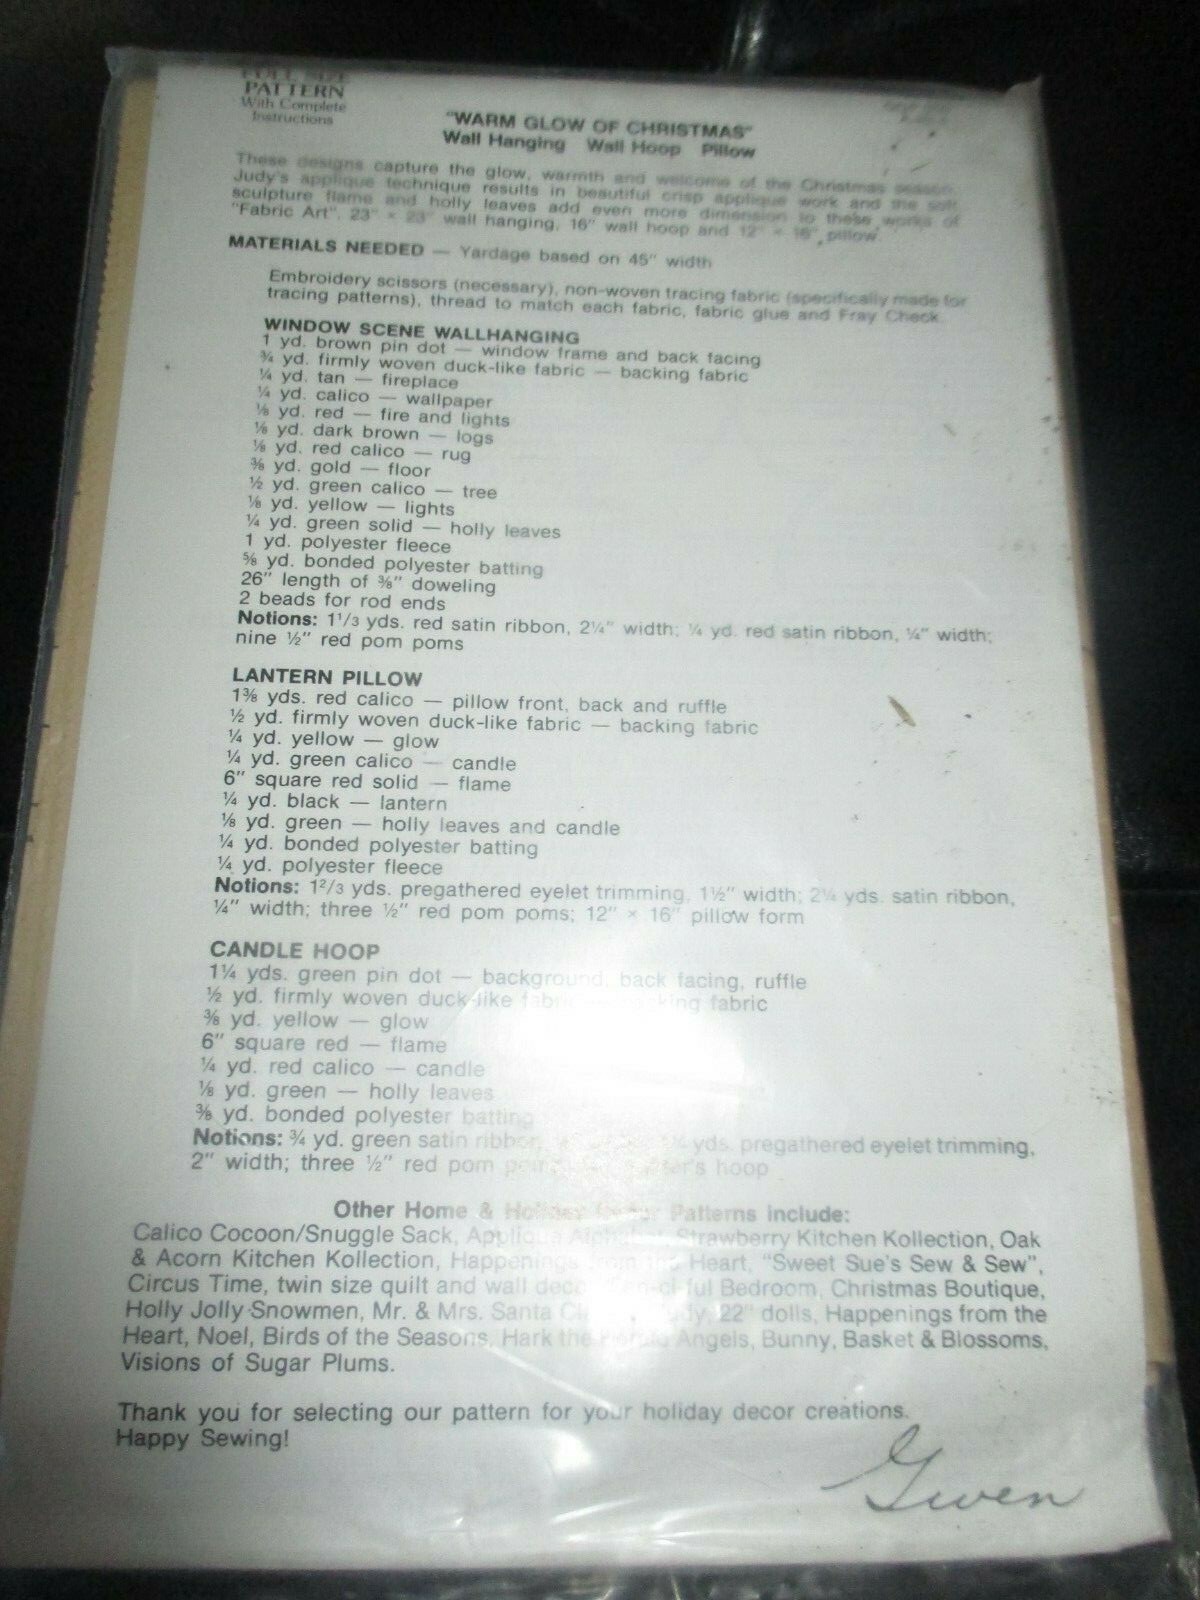 FULL SIZE
PATTERN
With Complete
Instructions
"WARM GLOW OF CHRISTMAS"
Wall Hanging Wall Hoop Pillow
These designs capture the glow, warmth and welcome of the Christmas season.
Judy's applique technique results in beautiful crisp applique work and the soft
sculpture flame and holly leaves add even more dimension to these works of
"Fabric Art". 23" × 23" wall hanging, 16" wall hoop and 12" × 16" pillow.
MATERIALS NEEDED — Yardage based on 45" width
Embroidery scissors (necessary), non-woven tracing fabric (specifically made for
tracing patterns), thread to match each fabric, fabric glue and Fray Check.
WINDOW SCENE WALLHANGING
1 yd. brown pin dot — window frame and back facing
¾ yd. firmly woven duck-like fabric — backing fabric
¼ yd. tan — fireplace
¼ yd. calico — wallpaper
⅛ yd. red — fire and lights
⅛ yd. dark brown — logs
⅛ yd. red calico — rug
⅜ yd. gold — floor
½ yd. green calico — tree
⅛ yd. yellow — lights
¼ yd. green solid — holly leaves
1 yd. polyester fleece
⅝ yd. bonded polyester batting
26" length of ⅜" doweling
2 beads for rod ends
Notions: 1⅓ yds. red satin ribbon, 2¼" width; ¼ yd. red satin ribbon, ¼" width;
nine ½" red pom poms
LANTERN PILLOW
1⅜ yds. red calico — pillow front, back and ruffle
½ yd. firmly woven duck-like fabric — backing fabric
¼ yd. yellow — glow
¼ yd. green calico — candle
6" square red solid — flame
¼ yd. black — lantern
⅛ yd. green — holly leaves and candle
¼ yd. bonded polyester batting
¼ yd. polyester fleece
Notions: 1⅔ yds. pregathered eyelet trimming, 1½" width; 2¼ yds. satin ribbon,
¼" width; three ½" red pom poms; 12" × 16" pillow form
CANDLE HOOP
1¼ yds. green pin dot — background, back facing, ruffle
½ yd. firmly woven duck-like fabric — backing fabric
⅜ yd. yellow — glow
6" square red — flame
¼ yd. red calico — candle
⅛ yd. green — holly leaves
⅜ yd. bonded polyester batting
Notions: ¾ yd. green satin ribbon, yds. pregathered eyelet trimming,
2" width; three ½" red pom hoop
Other Home & Holiday Patterns include:
Calico Cocoon/Snuggle Sack, Applique Alphabet, Strawberry Kitchen Kollection, Oak
& Acorn Kitchen Kollection, Happenings from the Heart, "Sweet Sue's Sew & Sew",
Circus Time, twin size quilt and wall Bedroom, Christmas Boutique,
Holly Jolly Snowmen, Mr. & Mrs. Santa 22" dolls, Happenings from the
Heart, Noel, Birds of the Seasons, Hark the Herald Angels, Bunny, Basket & Blossoms,
Visions of Sugar Plums.
Thank you for selecting our pattern for your holiday decor creations.
Happy Sewing!
Gwen